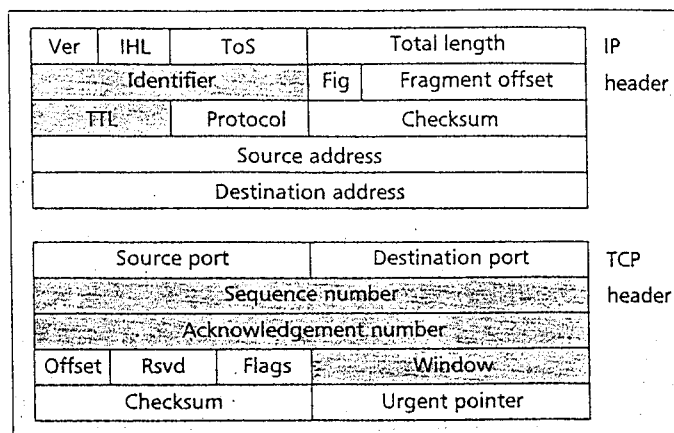 Ver IHL ToS Total length IP
Identifier Fig Fragment offset header
TTL Protocol Checksum
Source address
Destination address
Source port Destination port TCP
Sequence number header
Acknowledgement number
Offset Rsvd Flags Window
Checksum Urgent pointer